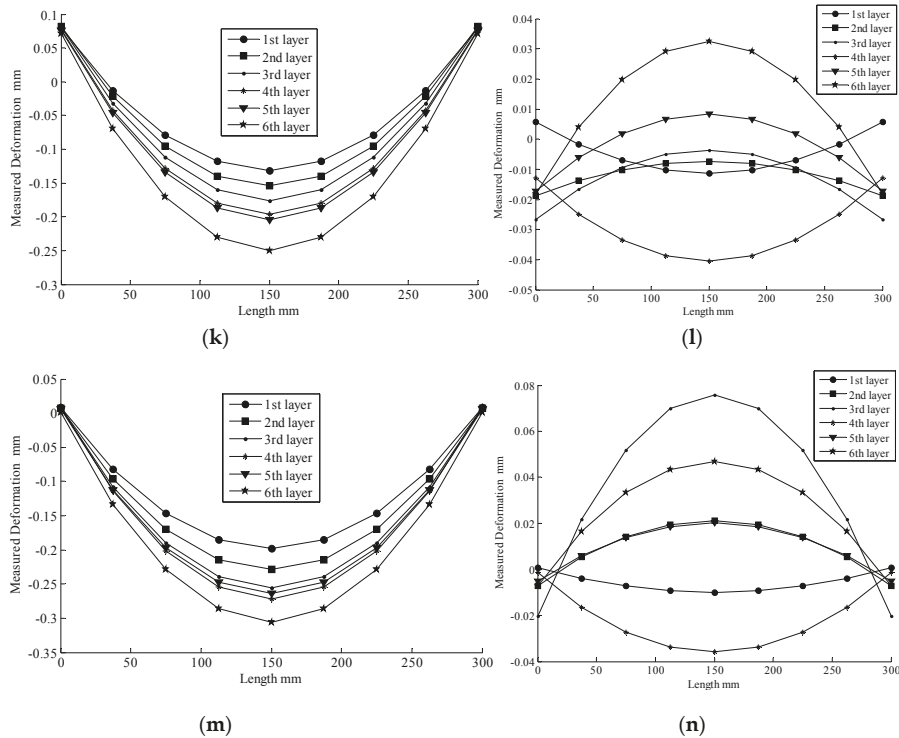 0.1
0.05
0
-0.05
-0.1
-0.15
-0.2
-0.25
-0.3
0
50
100
150
200
250
300
Measured Deformation mm
Length mm
1st layer
2nd layer
3rd layer
4th layer
5th layer
6th layer
(k)
0.04
0.03
0.02
0.01
0
-0.01
-0.02
-0.03
-0.04
-0.05
0
50
100
150
200
250
300
Measured Deformation mm
Length mm
1st layer
2nd layer
3rd layer
4th layer
5th layer
6th layer
(l)
0.05
0
-0.05
-0.1
-0.15
-0.2
-0.25
-0.3
-0.35
0
50
100
150
200
250
300
Measured Deformation mm
Length mm
1st layer
2nd layer
3rd layer
4th layer
5th layer
6th layer
(m)
0.08
0.06
0.04
0.02
0
-0.02
-0.04
0
50
100
150
200
250
300
Measured Deformation mm
Length mm
1st layer
2nd layer
3rd layer
4th layer
5th layer
6th layer
(n)